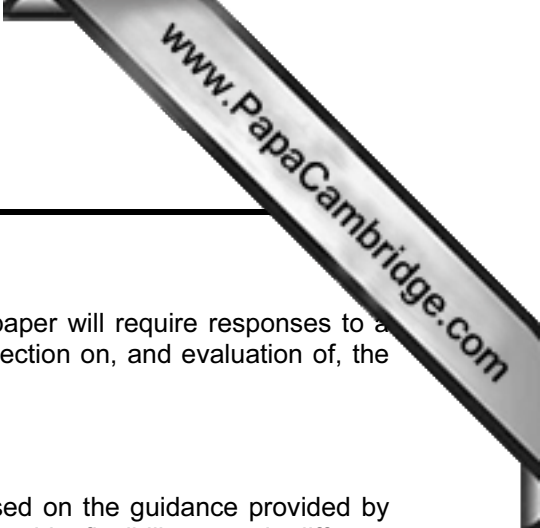 www.PapaCambridge.com
paper will require responses to a
ection on, and evaluation of, the
sed on the guidance provided by